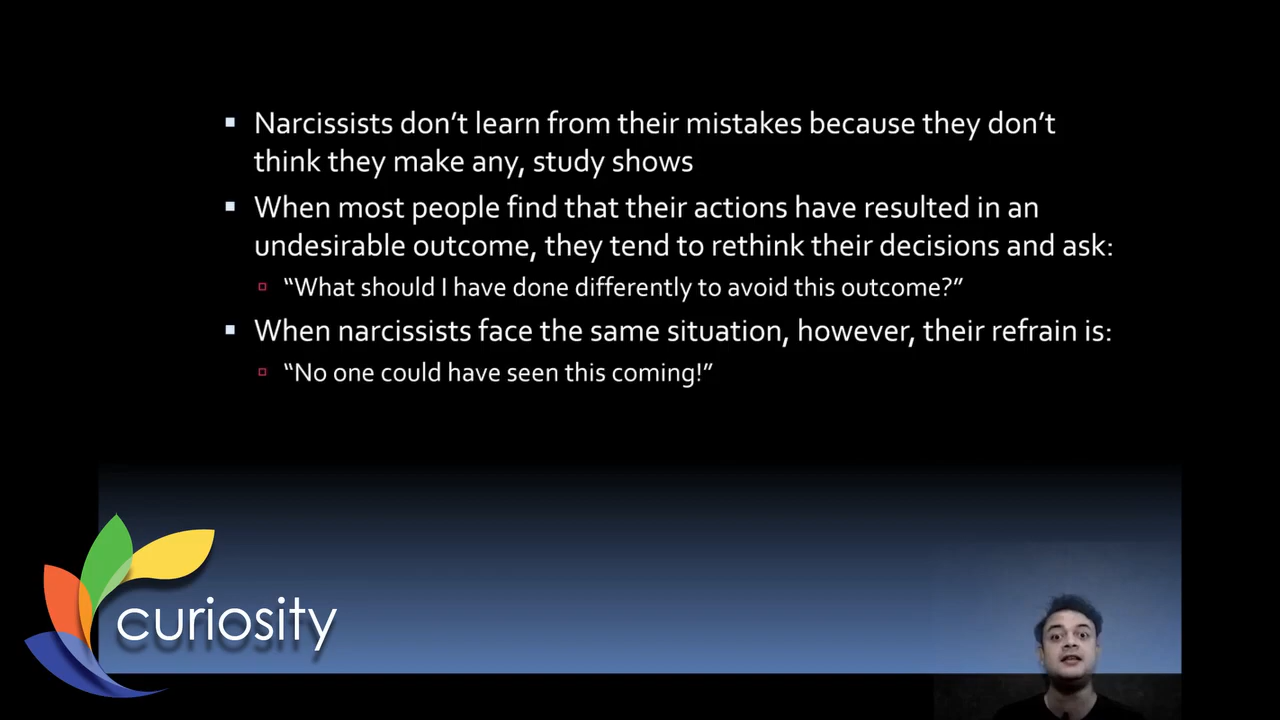 ▪ Narcissists don’t learn from their mistakes because they don’t
think they make any, study shows
▪ When most people find that their actions have resulted in an
undesirable outcome, they tend to rethink their decisions and ask:
▫ “What should I have done differently to avoid this outcome?”
▪ When narcissists face the same situation, however, their refrain is:
▫ “No one could have seen this coming!”
curiosity